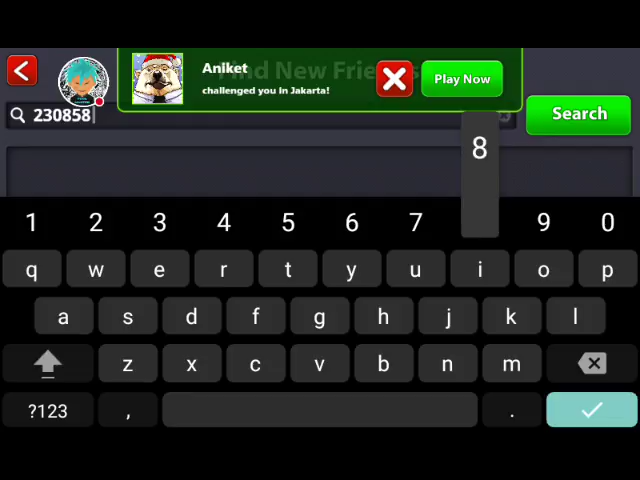 Find New Friends
Aniket
challenged you in Jakarta!
Play Now
230858
Search
8
1 2 3 4 5 6 7 9 0
q w e r t y u i o p
a s d f g h j k l
z x c v b n m
?123 , .